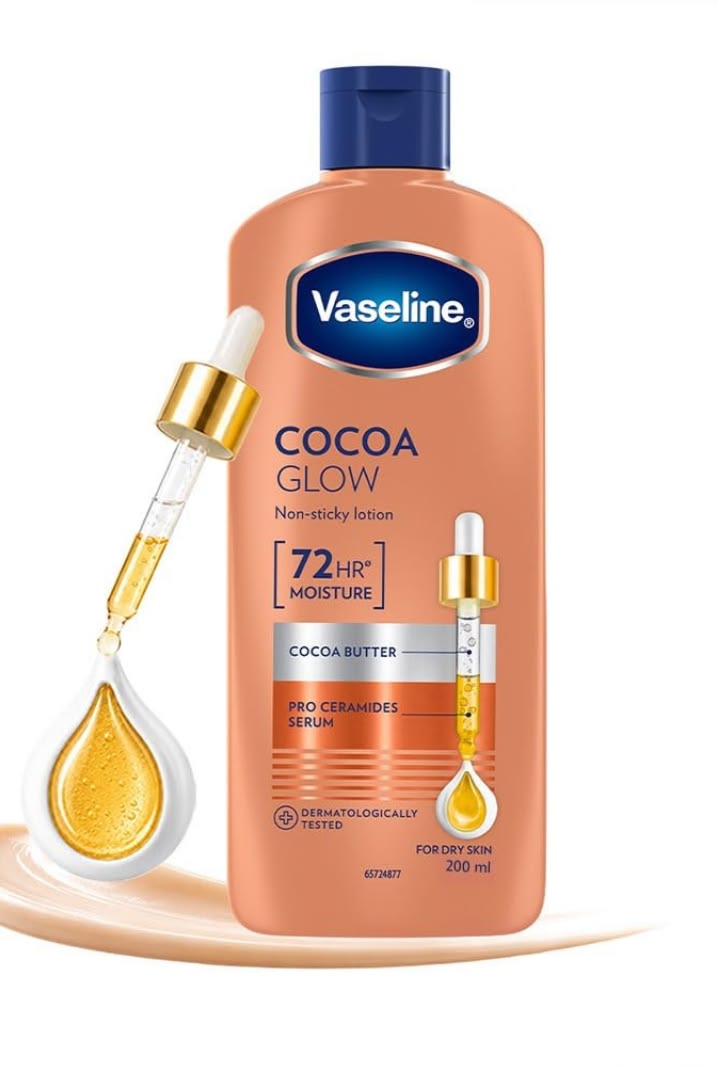 Vaseline®
COCOA
GLOW
Non-sticky lotion
72HRø
MOISTURE
COCOA BUTTER
PRO CERAMIDES
SERUM
DERMATOLOGICALLY
TESTED
FOR DRY SKIN
200 ml
65724877